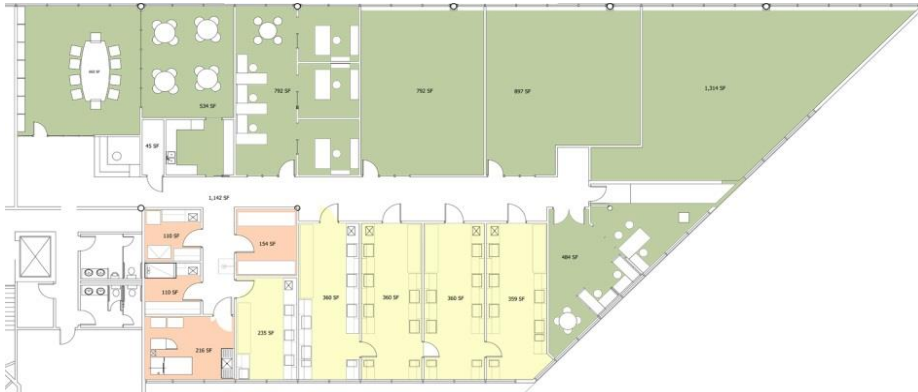 534 SF
792 SF
792 SF
897 SF
1,314 SF
45 SF
1,142 SF
110 SF
154 SF
484 SF
110 SF
360 SF
360 SF
360 SF
359 SF
235 SF
216 SF